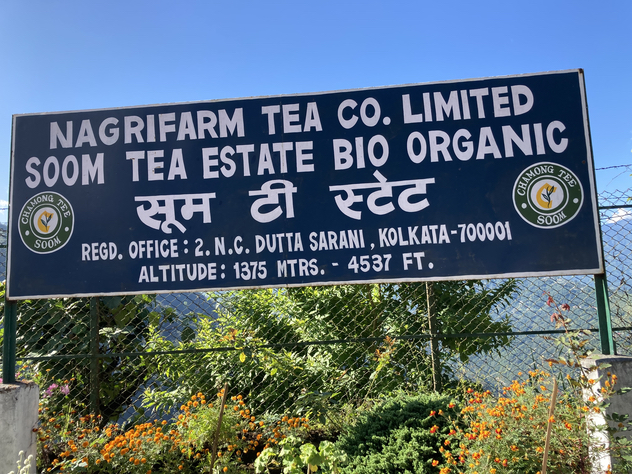 NAGRIFARM TEA CO. LIMITED
SOOM TEA ESTATE BIO ORGANIC
सूम टी स्टेट
CHAMONG TEE
SOOM
CHAMONG TEE
SOOM
REGD. OFFICE : 2. N.C. DUTTA SARANI, KOLKATA-700001
ALTITUDE: 1375 MTRS. - 4537 FT.